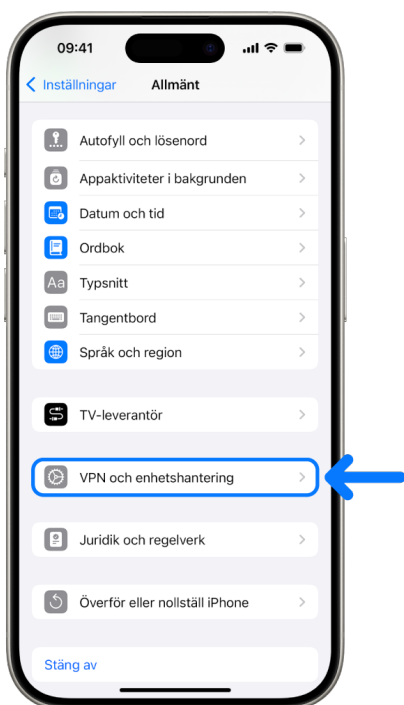 09:41
Inställningar
Allmänt
Autofyll och lösenord
Appaktiviteter i bakgrunden
Datum och tid
Ordbok
Aa
Typsnitt
Tangentbord
Språk och region
TV-leverantör
VPN och enhetshantering
Juridik och regelverk
Överför eller nollställ iPhone
Stäng av